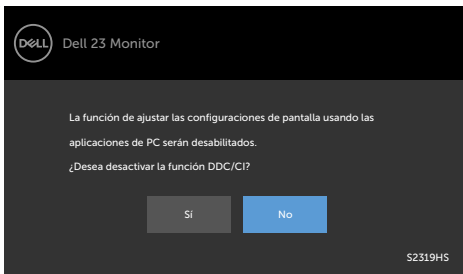 DELL
Dell 23 Monitor
La función de ajustar las configuraciones de pantalla usando las
aplicaciones de PC serán desabilitados.
¿Desea desactivar la función DDC/CI?
Sí
No
S2319HS